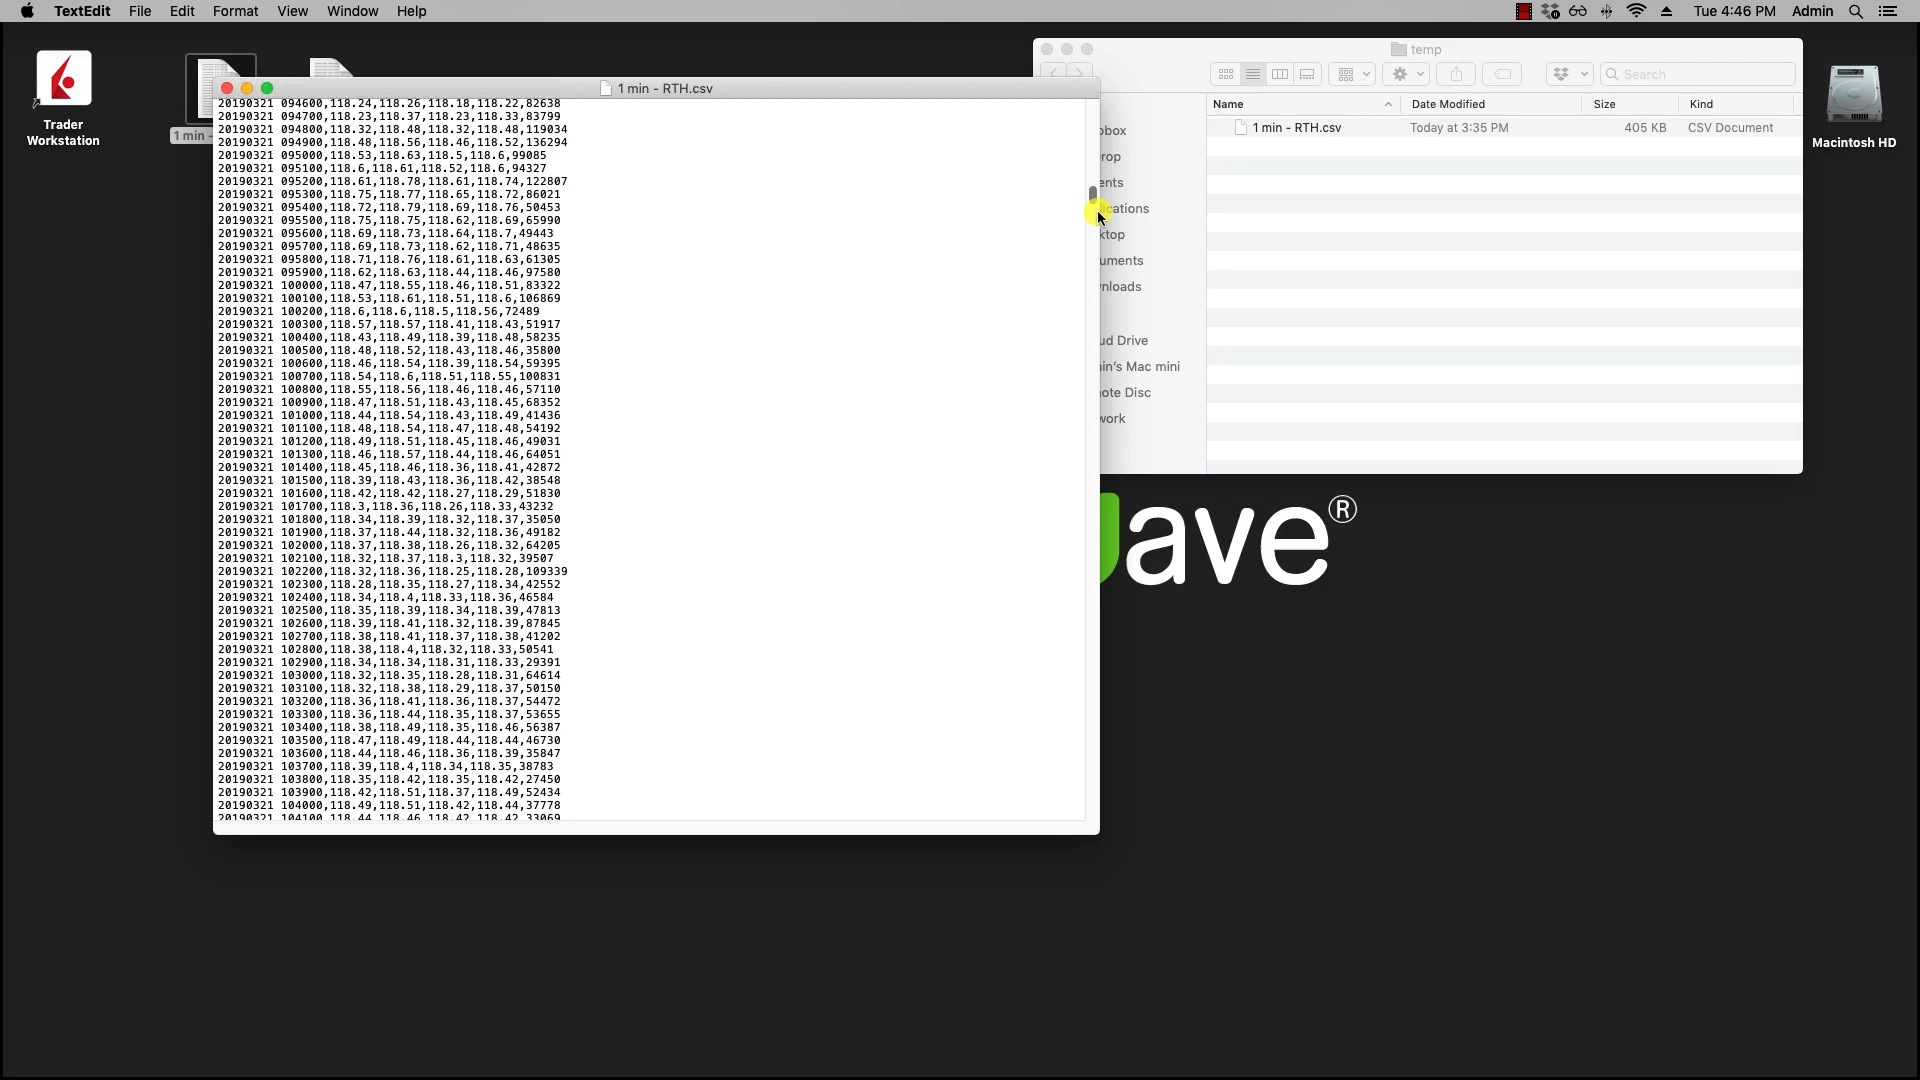 TextEdit File Edit Format View Window Help
Tue 4:46 PM Admin
Trader
Workstation
1 min -
1 min - RTH.csv
20190321 094600,118.24,118.26,118.18,118.22,82638
20190321 094700,118.23,118.37,118.23,118.33,83799
20190321 094800,118.32,118.48,118.32,118.48,119034
20190321 094900,118.48,118.56,118.46,118.52,136294
20190321 095000,118.53,118.63,118.5,118.6,99085
20190321 095100,118.6,118.61,118.52,118.6,94327
20190321 095200,118.61,118.78,118.61,118.74,122807
20190321 095300,118.75,118.77,118.65,118.72,86021
20190321 095400,118.72,118.79,118.69,118.76,50453
20190321 095500,118.75,118.75,118.62,118.69,65990
20190321 095600,118.69,118.73,118.64,118.7,49443
20190321 095700,118.69,118.73,118.62,118.71,48635
20190321 095800,118.71,118.76,118.61,118.63,61305
20190321 095900,118.62,118.63,118.44,118.46,97580
20190321 100000,118.47,118.55,118.46,118.51,83322
20190321 100100,118.53,118.61,118.51,118.6,106869
20190321 100200,118.6,118.6,118.5,118.56,72489
20190321 100300,118.57,118.57,118.41,118.43,51917
20190321 100400,118.43,118.49,118.39,118.48,58235
20190321 100500,118.48,118.52,118.43,118.46,35800
20190321 100600,118.46,118.54,118.39,118.54,59395
20190321 100700,118.54,118.6,118.51,118.55,100831
20190321 100800,118.55,118.56,118.46,118.46,57110
20190321 100900,118.47,118.51,118.43,118.45,68352
20190321 101000,118.44,118.54,118.43,118.49,41436
20190321 101100,118.48,118.54,118.47,118.48,54192
20190321 101200,118.49,118.51,118.45,118.46,49031
20190321 101300,118.46,118.57,118.44,118.46,64051
20190321 101400,118.45,118.46,118.36,118.41,42872
20190321 101500,118.39,118.43,118.36,118.42,38548
20190321 101600,118.42,118.42,118.27,118.29,51830
20190321 101700,118.3,118.36,118.26,118.33,43232
20190321 101800,118.34,118.39,118.32,118.37,35050
20190321 101900,118.37,118.44,118.32,118.36,49182
20190321 102000,118.37,118.38,118.26,118.32,64205
20190321 102100,118.32,118.37,118.3,118.32,39507
20190321 102200,118.32,118.36,118.25,118.28,109339
20190321 102300,118.28,118.35,118.27,118.34,42552
20190321 102400,118.34,118.4,118.33,118.36,46584
20190321 102500,118.35,118.39,118.34,118.39,47813
20190321 102600,118.39,118.41,118.32,118.39,87845
20190321 102700,118.38,118.41,118.37,118.38,41202
20190321 102800,118.38,118.4,118.32,118.33,50541
20190321 102900,118.34,118.34,118.31,118.33,29391
20190321 103000,118.32,118.35,118.28,118.31,64614
20190321 103100,118.32,118.38,118.29,118.37,50150
20190321 103200,118.36,118.41,118.36,118.37,54472
20190321 103300,118.36,118.44,118.35,118.37,53655
20190321 103400,118.38,118.49,118.35,118.46,56387
20190321 103500,118.47,118.49,118.44,118.44,46730
20190321 103600,118.44,118.46,118.36,118.39,35847
20190321 103700,118.39,118.4,118.34,118.35,38783
20190321 103800,118.35,118.42,118.35,118.42,27450
20190321 103900,118.42,118.51,118.37,118.49,52434
20190321 104000,118.49,118.51,118.42,118.44,37778
20190321 104100,118.44,118.46,118.42,118.42,33069
temp
Search
Name Date Modified Size Kind
1 min - RTH.csv Today at 3:35 PM 405 KB CSV Document
pbox
rop
ents
ications
ktop
uments
nloads
ud Drive
in's Mac mini
ote Disc
work
Macintosh HD
ave®